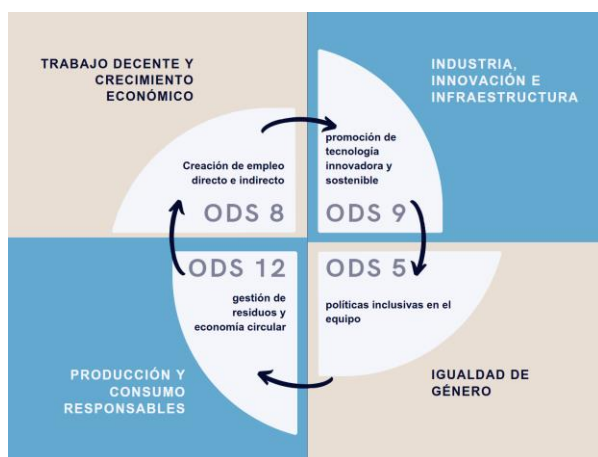 TRABAJO DECENTE Y
CRECIMIENTO
ECONÓMICO
Creación de empleo
directo e indirecto
ODS 8
INDUSTRIA,
INNOVACIÓN E
INFRAESTRUCTURA
promoción de
tecnología
innovadora y
sostenible
ODS 9
ODS 12
gestión de
residuos y
economía circular
PRODUCCIÓN Y
CONSUMO
RESPONSABLES
ODS 5
políticas inclusivas en el
equipo
IGUALDAD DE
GÉNERO